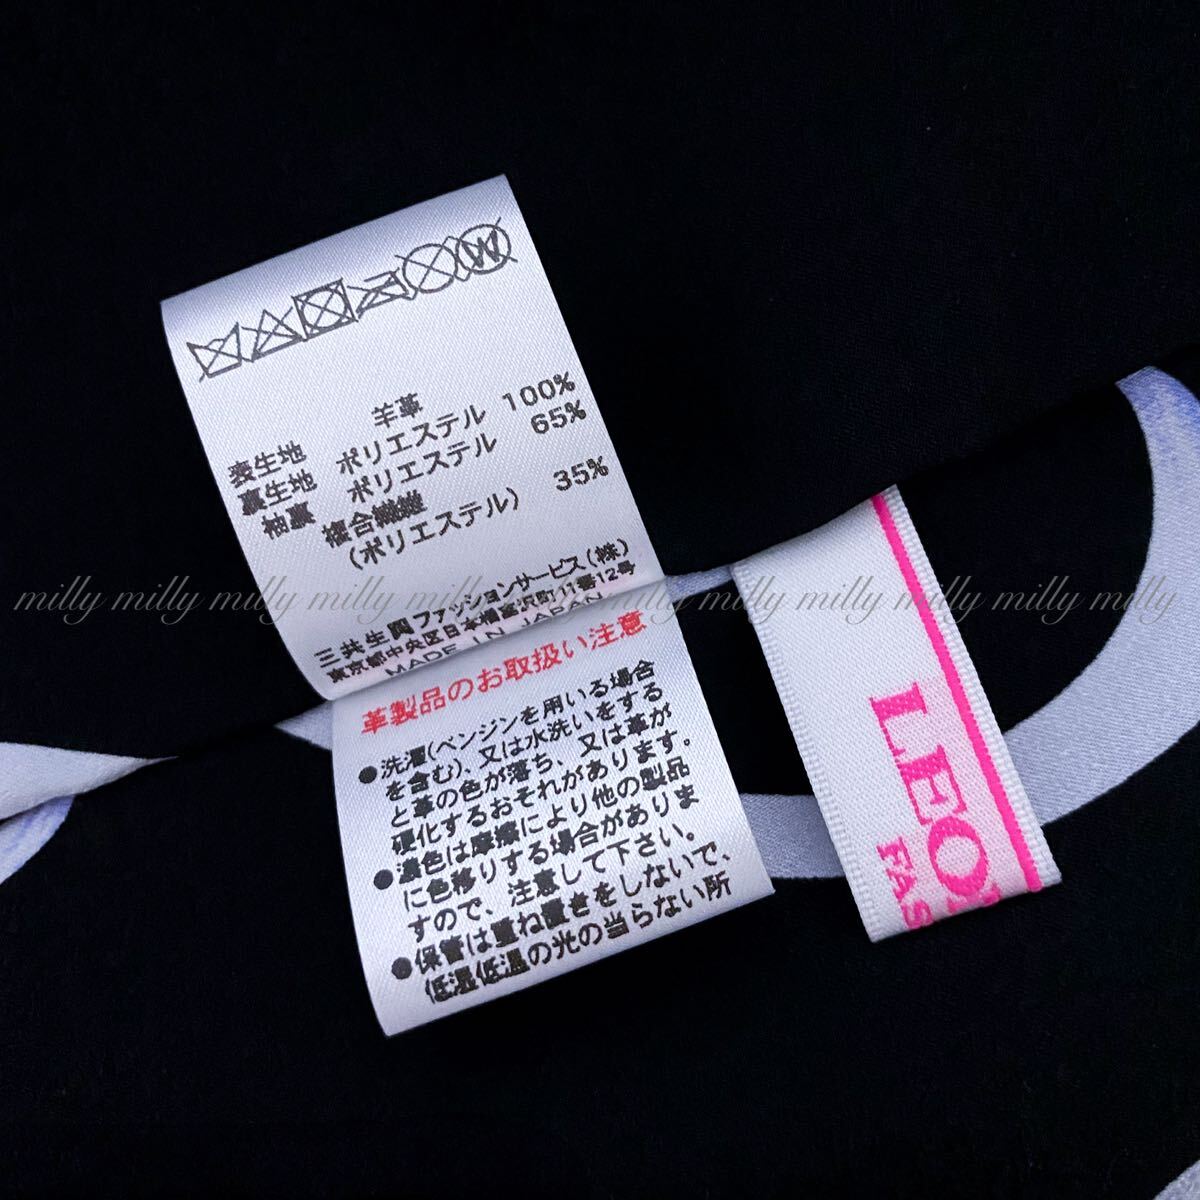 W
表生地 羊革 100%
裏生地 ポリエステル 65%
袖裏 ポリエステル
複合繊維 35%
(ポリエステル)
三共生興ファッションサービス(株)
東京都中央区日本橋富沢町11番12号
MADE IN JAPAN
革製品のお取扱い注意
●洗濯(ベンジンを用いる場合
を含む)、又は水洗いをする
と革の色が落ち、又は革が
硬化するおそれがあります。
●濃色は摩擦により他の製品
に色移りする場合がありま
すので、注意して下さい。
●保管は重ね置きをしないで、
低湿低温の光の当らない所
LEO
FAS
milly milly milly milly milly milly milly milly milly milly milly milly